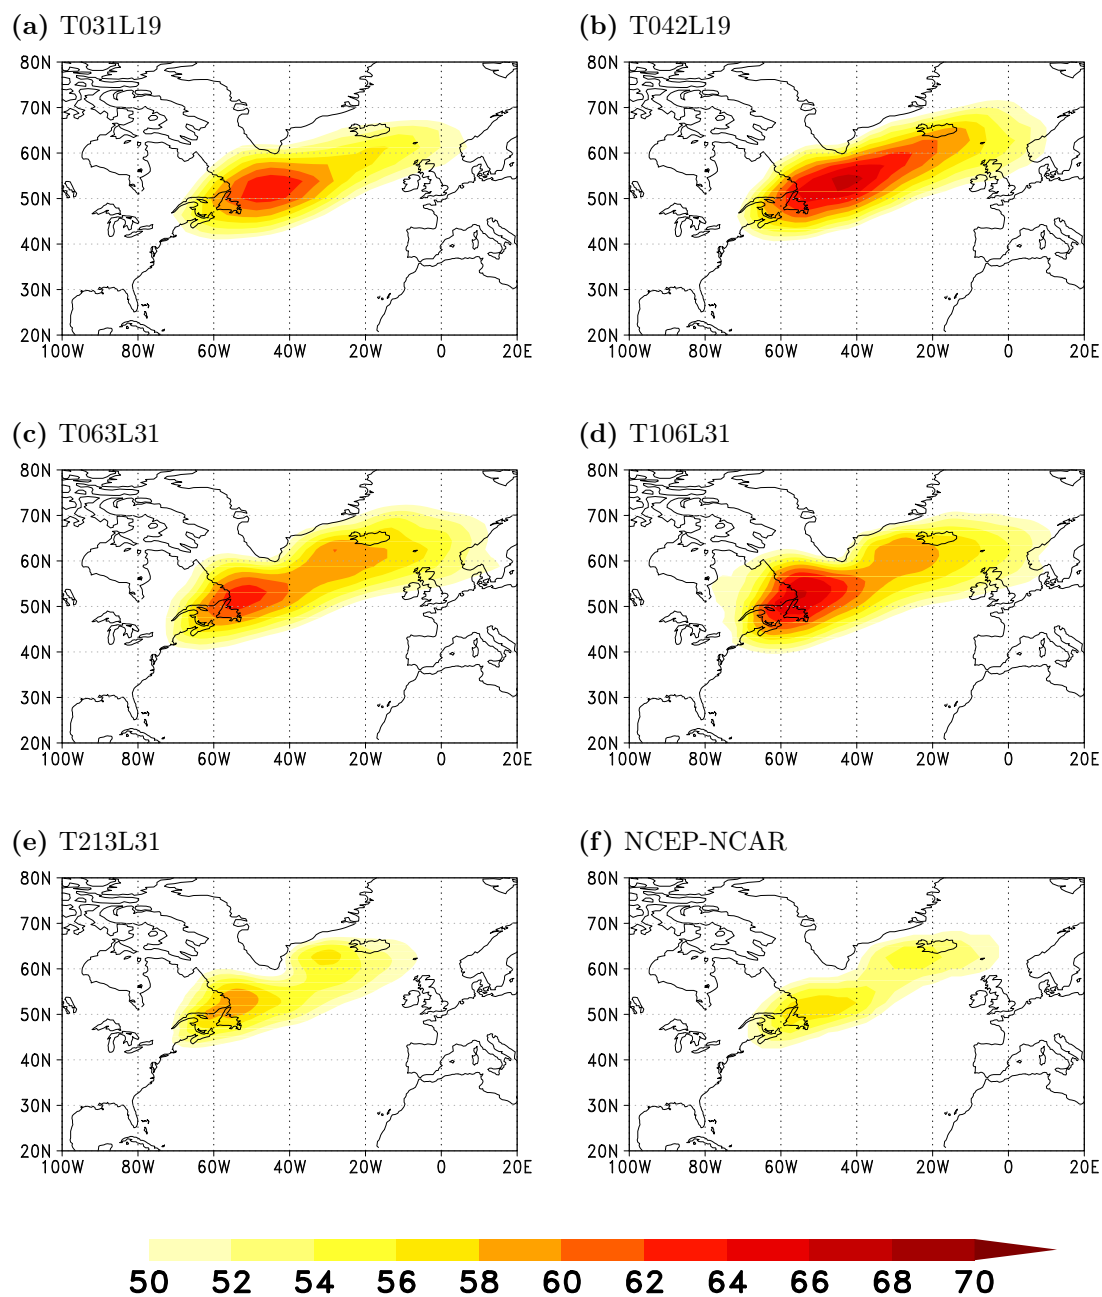 (a) T031L19 (b) T042L19
80N 80N
70N 70N
60N 60N
50N 50N
40N 40N
30N 30N
20N 20N
100W 80W 60W 40W 20W 0 20E 100W 80W 60W 40W 20W 0 20E
(c) T063L31 (d) T106L31
80N 80N
70N 70N
60N 60N
50N 50N
40N 40N
30N 30N
20N 20N
100W 80W 60W 40W 20W 0 20E 100W 80W 60W 40W 20W 0 20E
(e) T213L31 (f) NCEP-NCAR
80N 80N
70N 70N
60N 60N
50N 50N
40N 40N
30N 30N
20N 20N
100W 80W 60W 40W 20W 0 20E 100W 80W 60W 40W 20W 0 20E
50 52 54 56 58 60 62 64 66 68 70